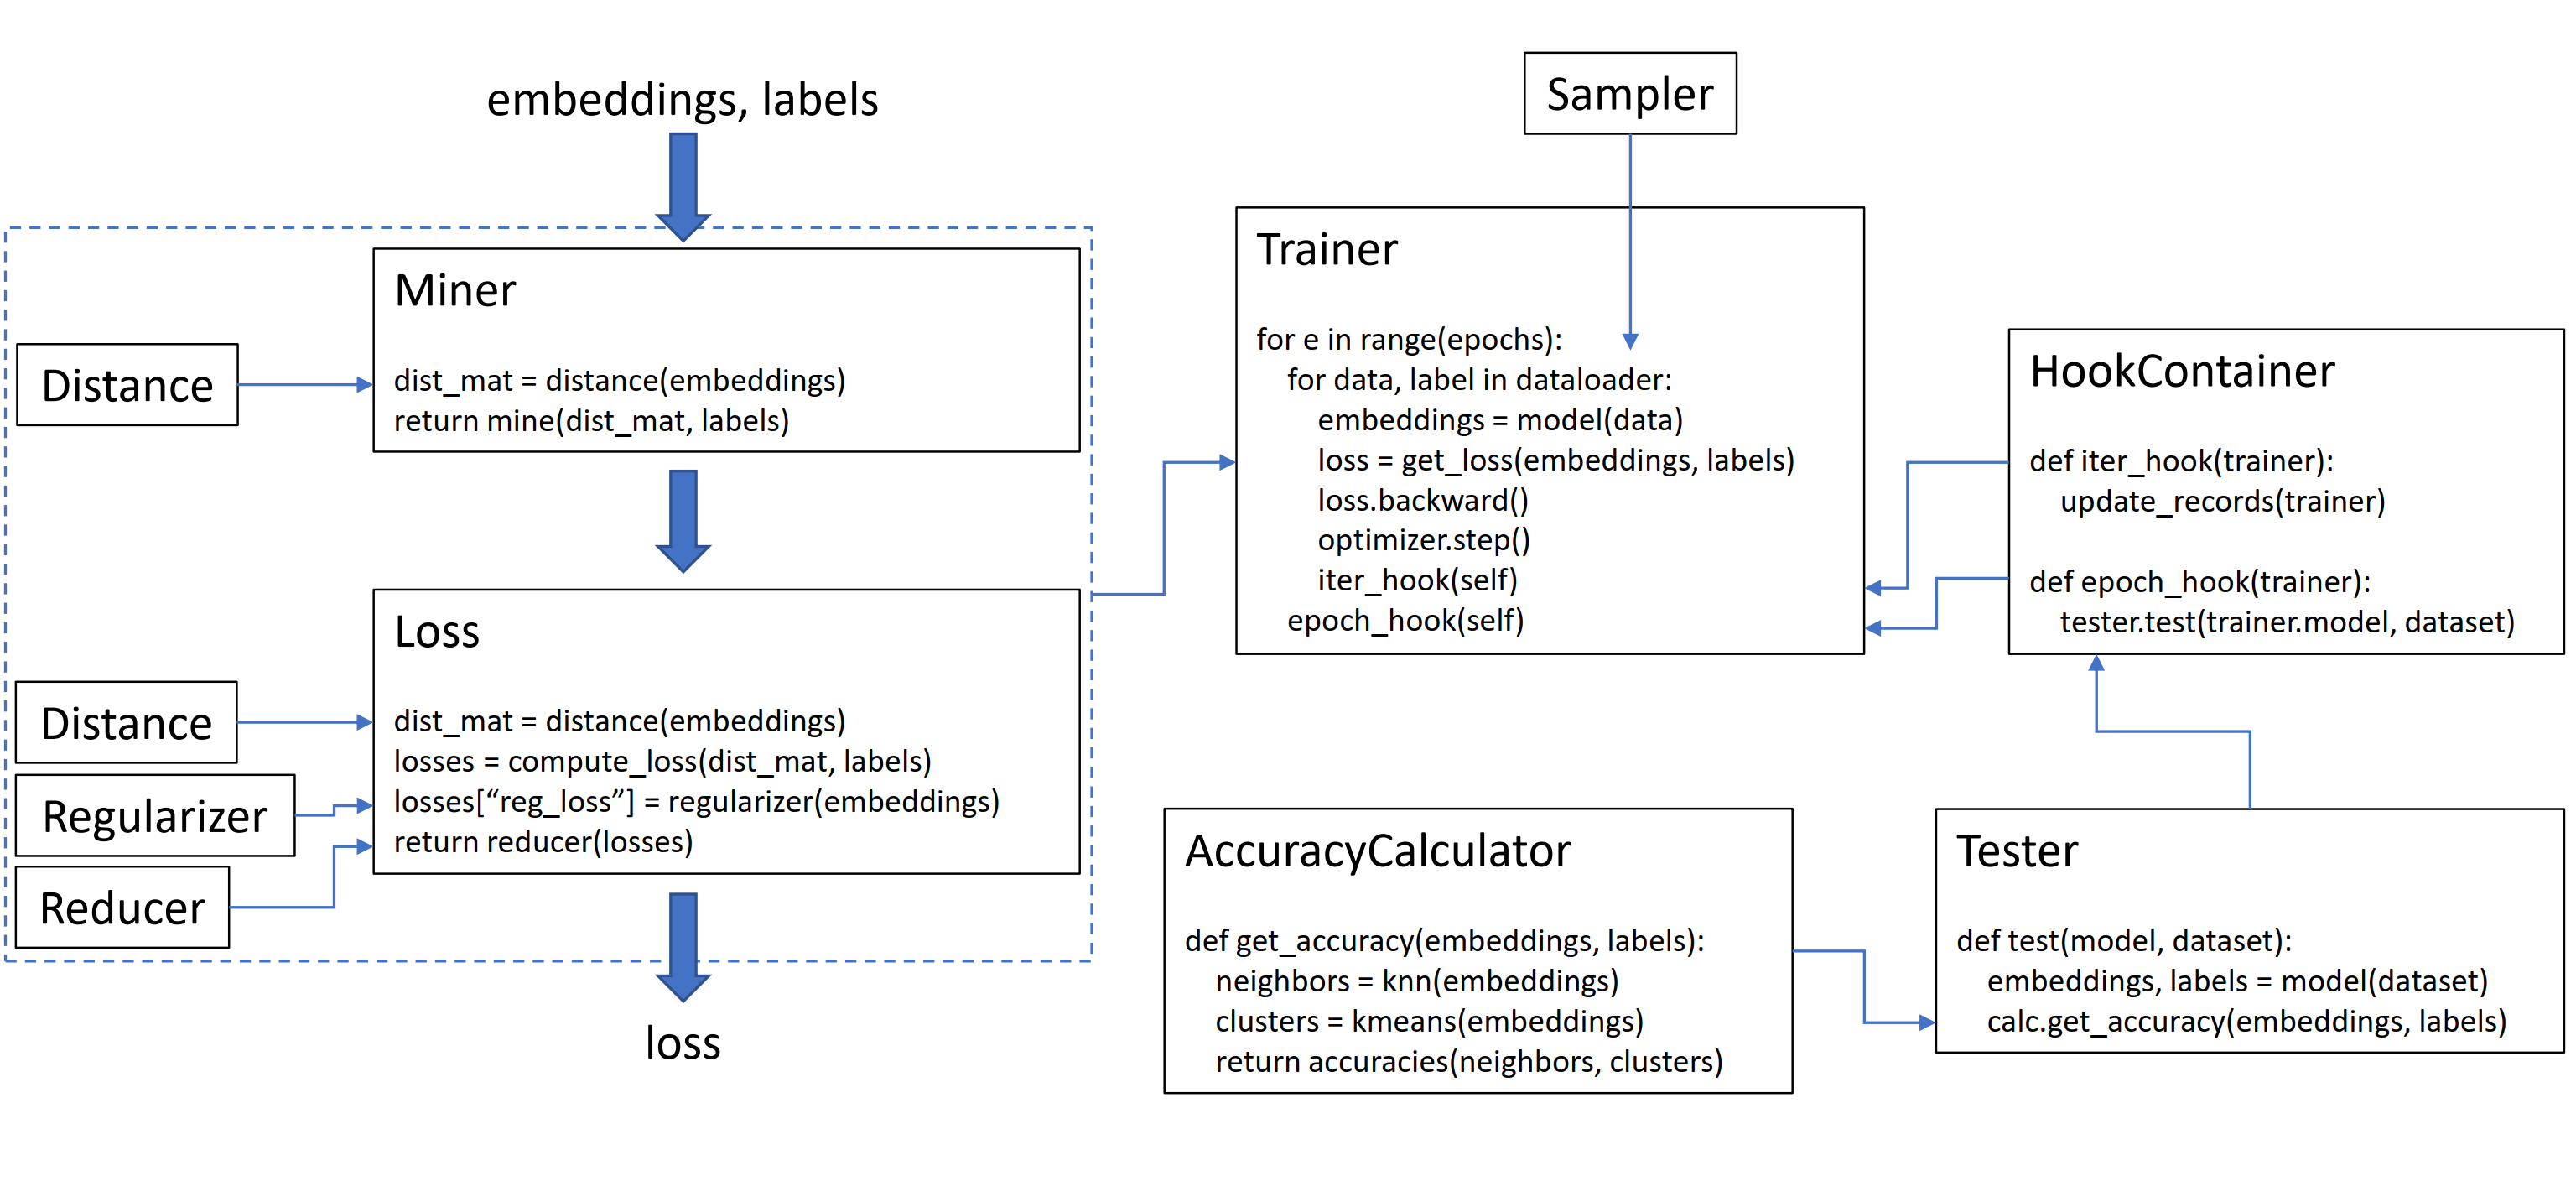 embeddings, labels
Distance
Miner
dist_mat = distance(embeddings)
return mine(dist_mat, labels)
Distance
Regularizer
Reducer
Loss
dist_mat = distance(embeddings)
losses = compute_loss(dist_mat, labels)
losses[“reg_loss”] = regularizer(embeddings)
return reducer(losses)
loss
Sampler
Trainer
for e in range(epochs):
for data, label in dataloader:
embeddings = model(data)
loss = get_loss(embeddings, labels)
loss.backward()
optimizer.step()
iter_hook(self)
epoch_hook(self)
HookContainer
def iter_hook(trainer):
update_records(trainer)
def epoch_hook(trainer):
tester.test(trainer.model, dataset)
AccuracyCalculator
def get_accuracy(embeddings, labels):
neighbors = knn(embeddings)
clusters = kmeans(embeddings)
return accuracies(neighbors, clusters)
Tester
def test(model, dataset):
embeddings, labels = model(dataset)
calc.get_accuracy(embeddings, labels)